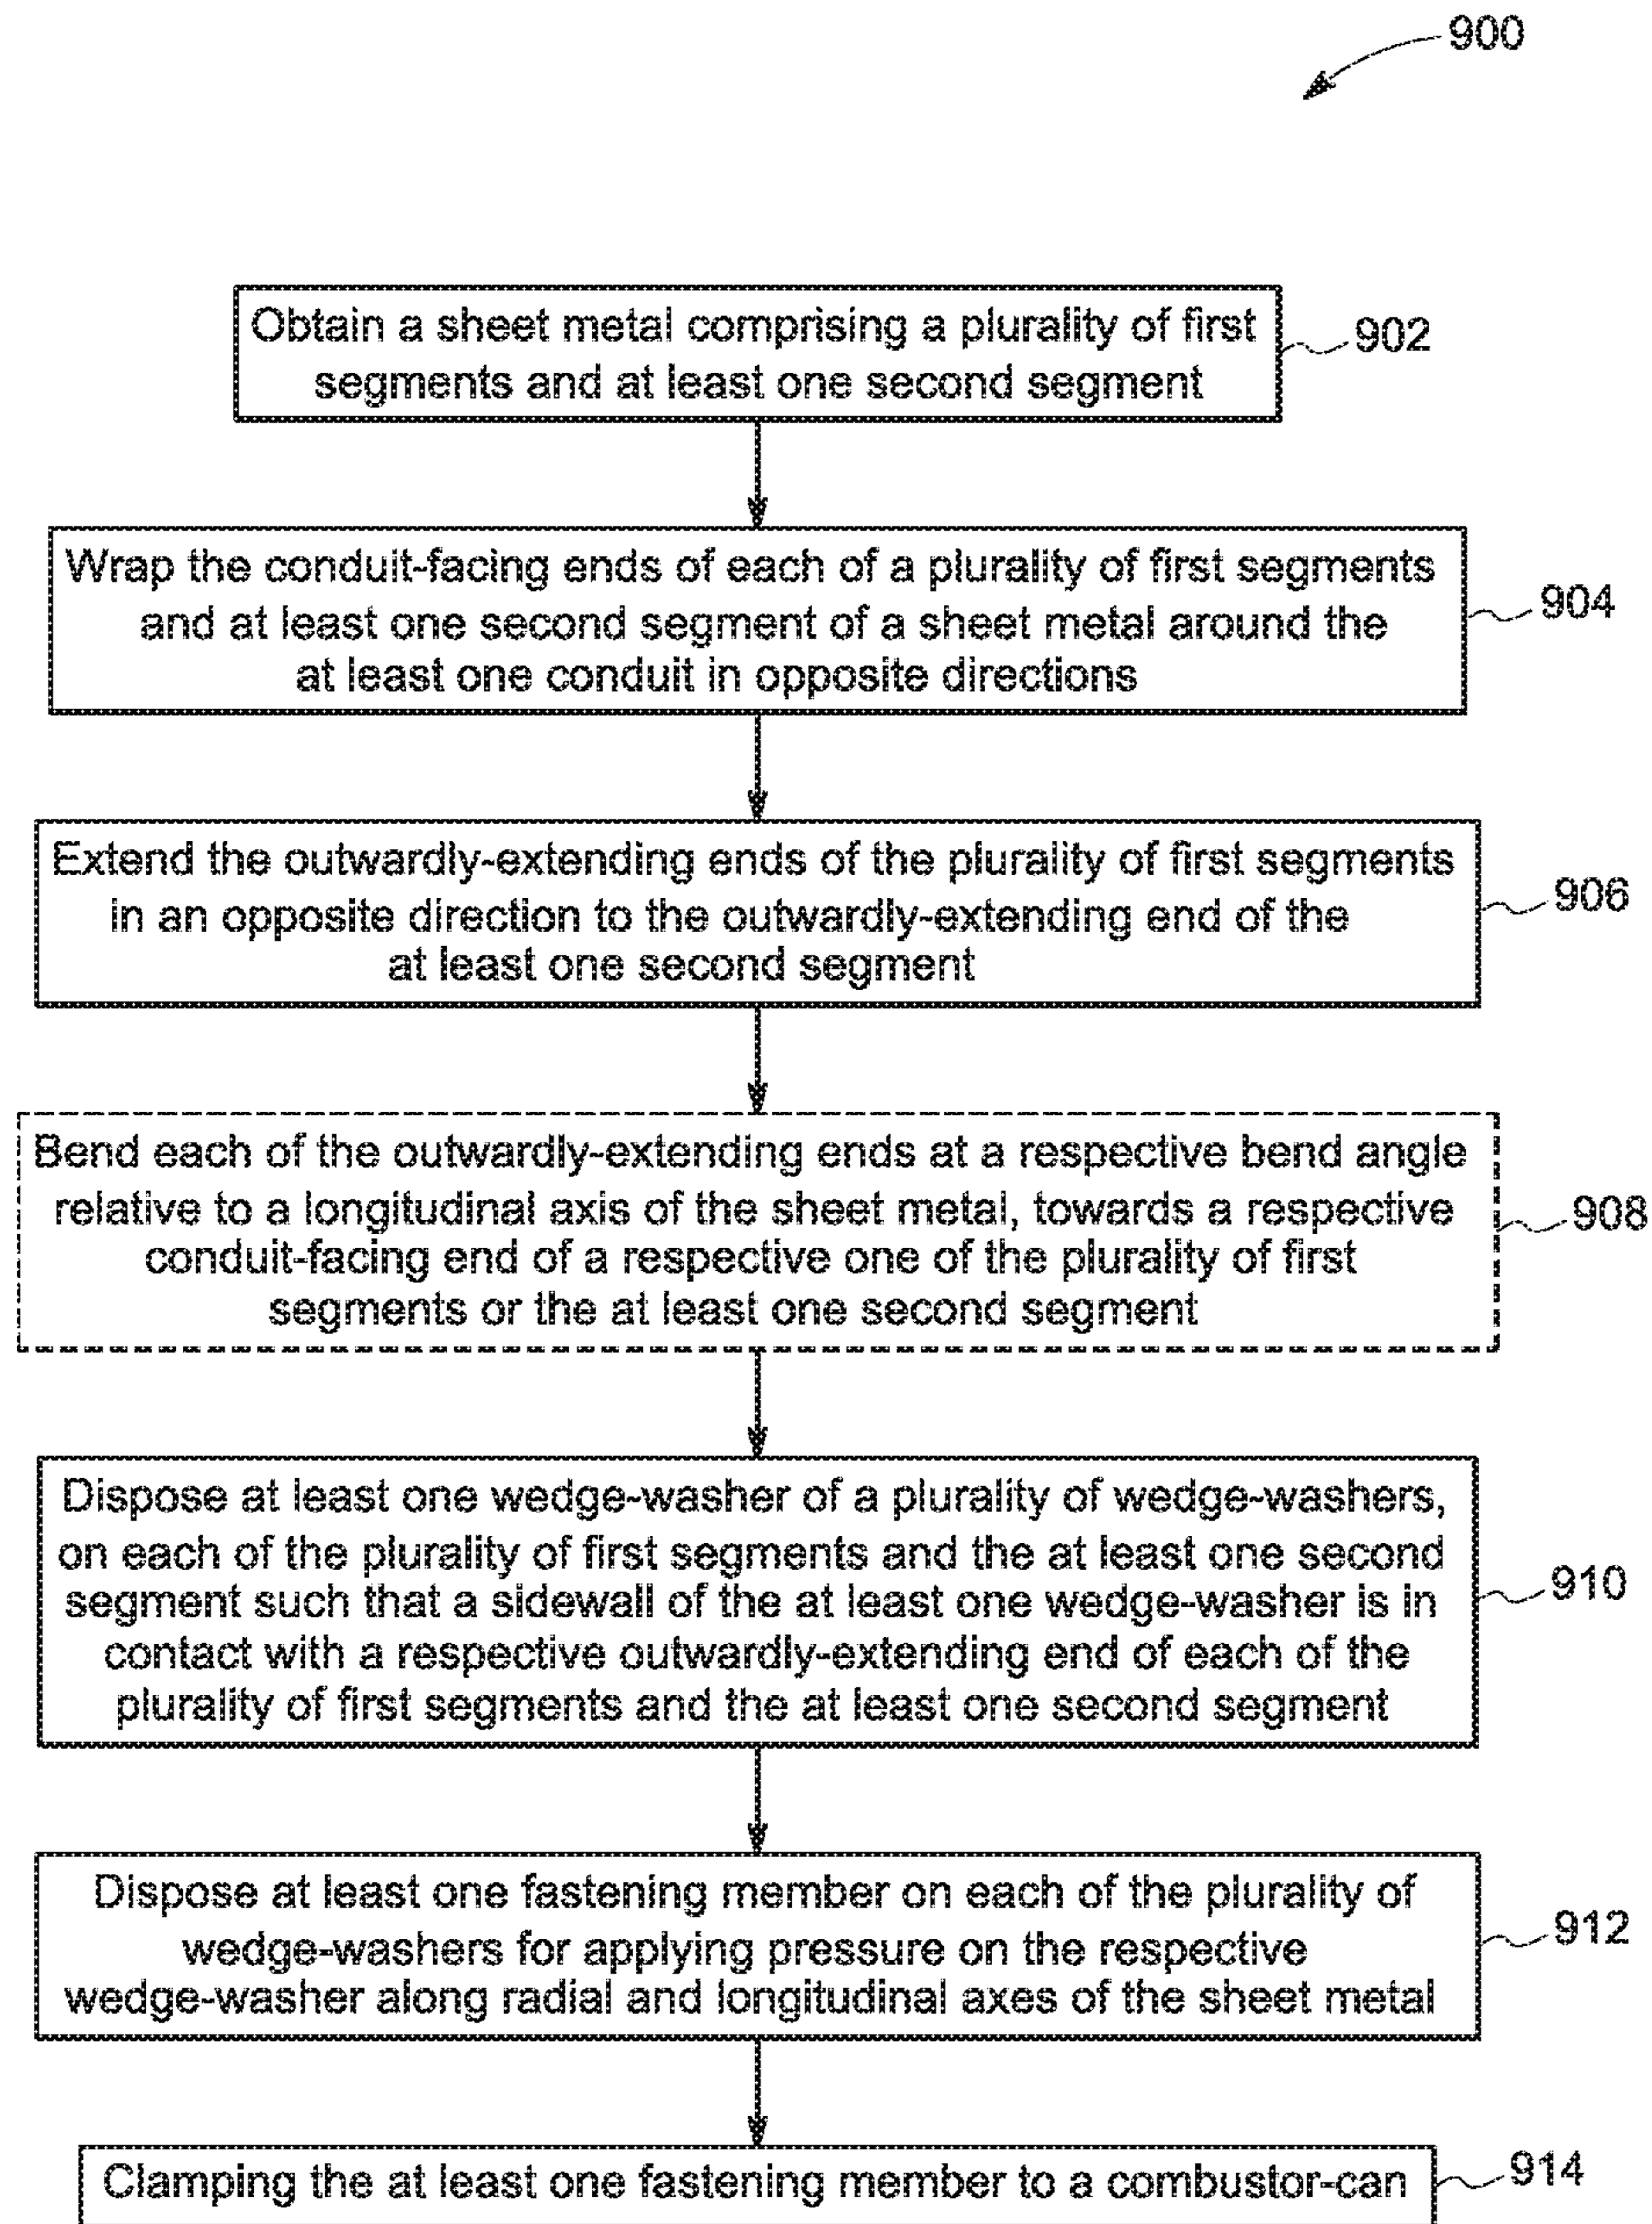 900
Obtain a sheet metal comprising a plurality of first
segments and at least one second segment
902
Wrap the conduit-facing ends of each of a plurality of first segments
and at least one second segment of a sheet metal around the
at least one conduit in opposite directions
904
Extend the outwardly-extending ends of the plurality of first segments
in an opposite direction to the outwardly-extending end of the
at least one second segment
906
Bend each of the outwardly-extending ends at a respective bend angle
relative to a longitudinal axis of the sheet metal, towards a respective
conduit-facing end of a respective one of the plurality of first
segments or the at least one second segment
908
Dispose at least one wedge-washer of a plurality of wedge-washers,
on each of the plurality of first segments and the at least one second
segment such that a sidewall of the at least one wedge-washer is in
contact with a respective outwardly-extending end of each of the
plurality of first segments and the at least one second segment
910
Dispose at least one fastening member on each of the plurality of
wedge-washers for applying pressure on the respective
wedge-washer along radial and longitudinal axes of the sheet metal
912
Clamping the at least one fastening member to a combustor-can
914